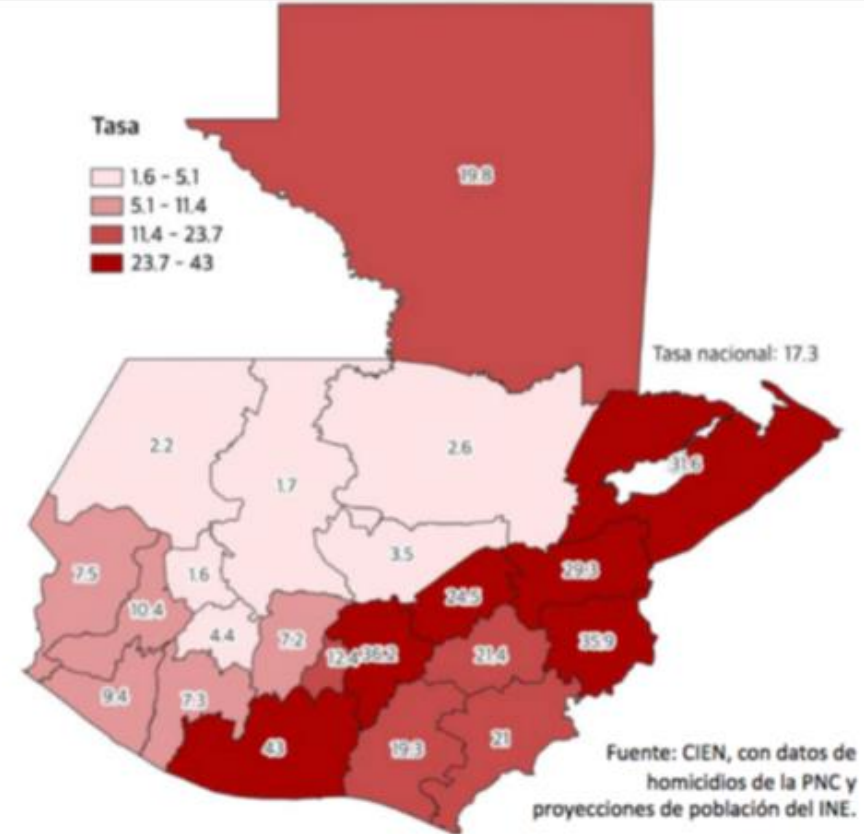 Tasa
1.6 - 5.1
5.1 - 11.4
11.4 - 23.7
23.7 - 43
19.8
Tasa nacional: 17.3
2.2
2.6
31.6
1.7
3.5
7.5
1.6
29.3
24.5
10.4
4.4
7.2
12.4
36.2
21.4
35.9
9.4
7.3
43
19.3
21
Fuente: CIEN, con datos de
homicidios de la PNC y
proyecciones de población del INE.